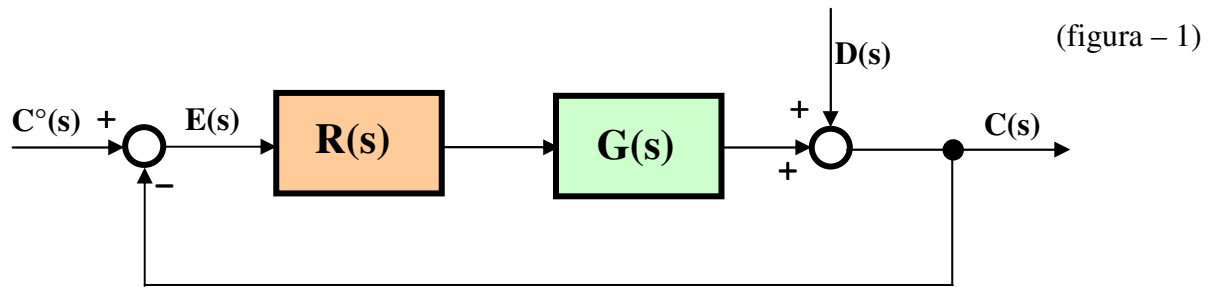 (figura – 1)
D(s)
C°(s) + E(s) R(s) G(s) + C(s)
+
–